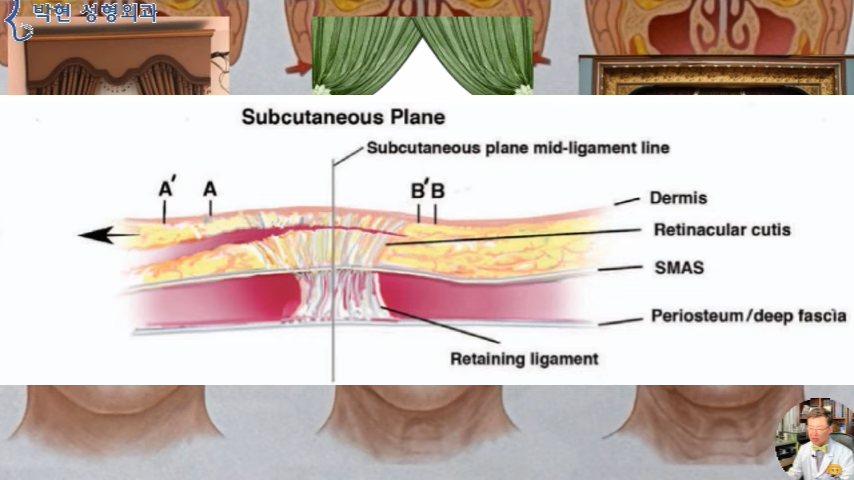 박현 성형외과
Subcutaneous Plane
Subcutaneous plane mid-ligament line
A′ A
B′B
Dermis
Retinacular cutis
SMAS
Periosteum/deep fascia
Retaining ligament